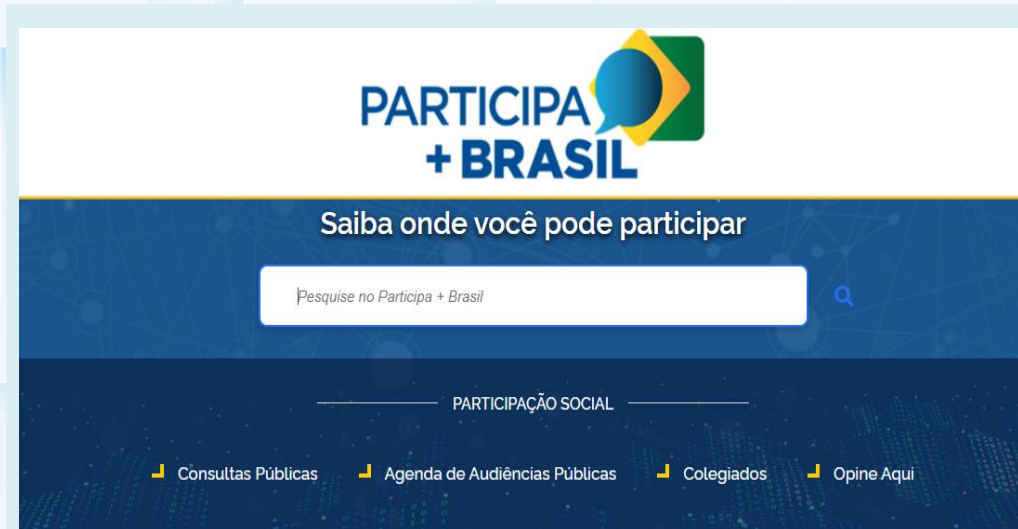 PARTICIPA
+ BRASIL
Saiba onde você pode participar
Pesquise no Participa + Brasil
PARTICIPAÇÃO SOCIAL
Consultas Públicas Agenda de Audiências Públicas Colegiados Opine Aqui